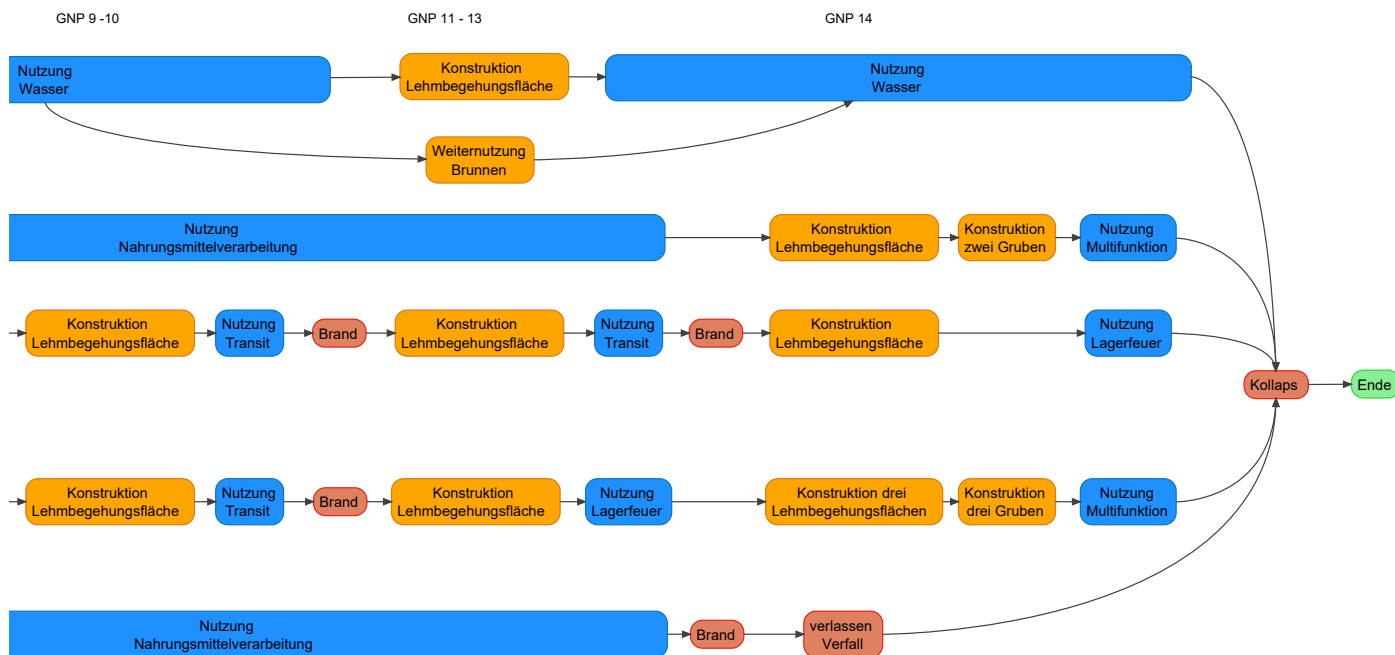 GNP 9 -10
GNP 11 - 13
GNP 14
Nutzung
Wasser
Konstruktion
Lehmbegehungsfläche
Nutzung
Wasser
Weiternutzung
Brunnen
Nutzung
Nahrungsmittelverarbeitung
Konstruktion
Lehmbegehungsfläche
Konstruktion
zwei Gruben
Nutzung
Multifunktion
Konstruktion
Lehmbegehungsfläche
Nutzung
Transit
Brand
Konstruktion
Lehmbegehungsfläche
Nutzung
Transit
Brand
Konstruktion
Lehmbegehungsfläche
Nutzung
Lagerfeuer
Kollaps
Ende
Konstruktion
Lehmbegehungsfläche
Nutzung
Transit
Brand
Konstruktion
Lehmbegehungsfläche
Nutzung
Lagerfeuer
Konstruktion drei
Lehmbegehungsflächen
Konstruktion
drei Gruben
Nutzung
Multifunktion
Nutzung
Nahrungsmittelverarbeitung
Brand
verlassen
Verfall